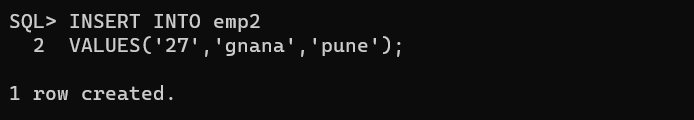 SQL> INSERT INTO emp2
  2  VALUES('27','gnana','pune');
1 row created.